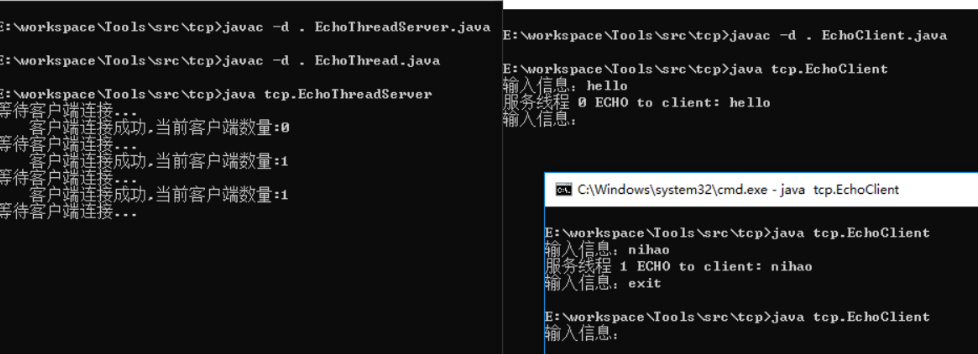 E:\workspace\Tools\src\tcp>javac -d . EchoThreadServer.java
E:\workspace\Tools\src\tcp>javac -d . EchoThread.java
E:\workspace\Tools\src\tcp>java tcp.EchoThreadServer
等待客户端连接...
客户端连接成功,当前客户端数量:0
等待客户端连接...
客户端连接成功,当前客户端数量:1
等待客户端连接...
客户端连接成功,当前客户端数量:1
等待客户端连接...
E:\workspace\Tools\src\tcp>javac -d . EchoClient.java
E:\workspace\Tools\src\tcp>java tcp.EchoClient
输入信息：hello
服务线程 0 ECHO to client: hello
输入信息：
C:\Windows\system32\cmd.exe - java  tcp.EchoClient
E:\workspace\Tools\src\tcp>java tcp.EchoClient
输入信息：nihao
服务线程 1 ECHO to client: nihao
输入信息：exit
E:\workspace\Tools\src\tcp>java tcp.EchoClient
输入信息：